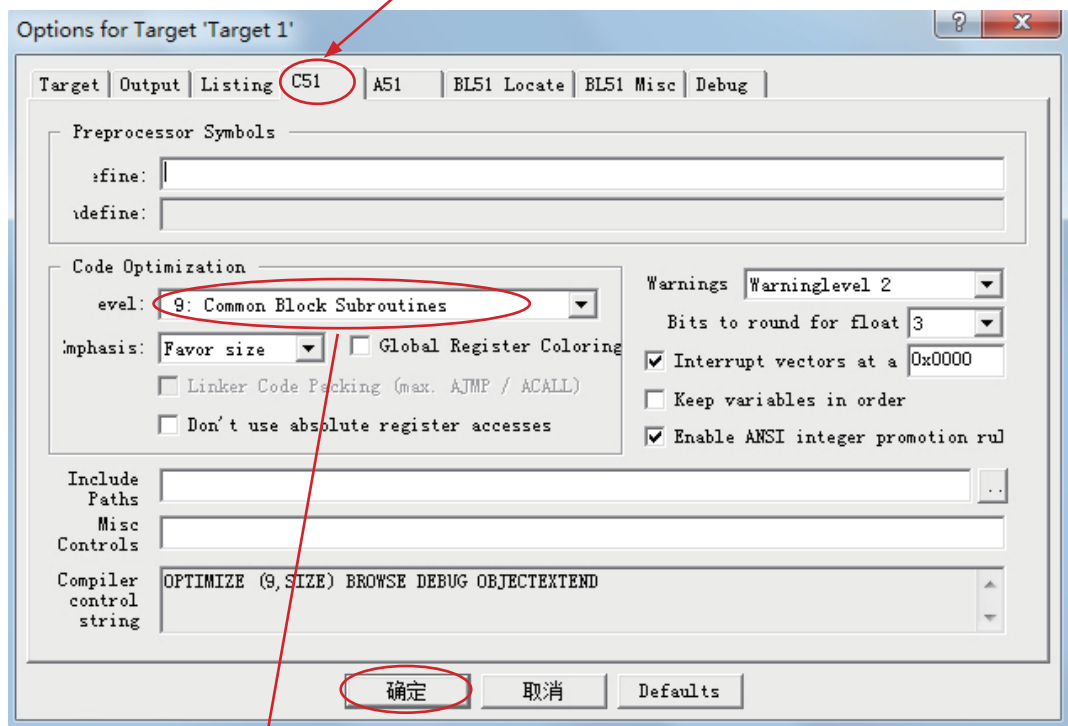 Options for Target 'Target 1'
Target Output Listing C51 A51 BL51 Locate BL51 Misc Debug
Preprocessor Symbols
efine:
define:
Code Optimization
evel: 9: Common Block Subroutines
mphasis: Favor size Global Register Coloring
Linker Code Packing (max. AJMP / ACALL)
Don't use absolute register accesses
Warnings Warninglevel 2
Bits to round for float 3
Interrupt vectors at a 0x0000
Keep variables in order
Enable ANSI integer promotion rul
Include Paths
..
Misc Controls
Compiler control string
OPTIMIZE (9,SIZE) BROWSE DEBUG OBJECTEXTEND
确定 取消 Defaults